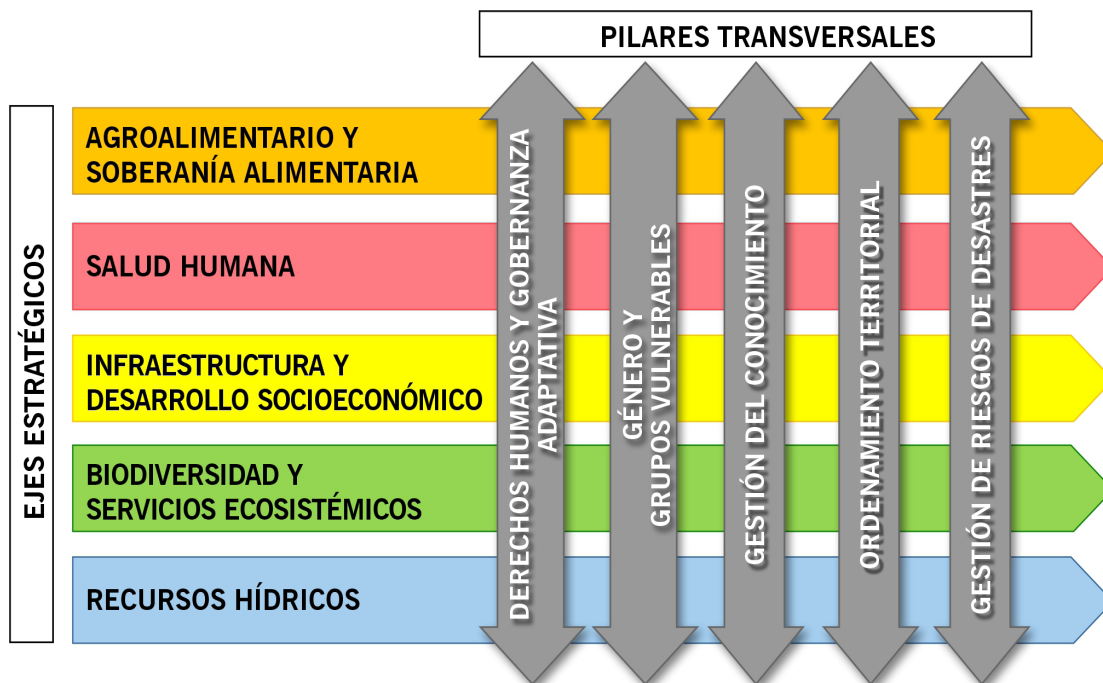 PILARES TRANSVERSALES
EJES ESTRATÉGICOS
AGROALIMENTARIO Y
SOBERANÍA ALIMENTARIA
SALUD HUMANA
INFRAESTRUCTURA Y
DESARROLLO SOCIOECONÓMICO
BIODIVERSIDAD Y
SERVICIOS ECOSISTÉMICOS
RECURSOS HÍDRICOS
DERECHOS HUMANOS Y GOBERNANZA
ADAPTATIVA
GÉNERO Y
GRUPOS VULNERABLES
GESTIÓN DEL CONOCIMIENTO
ORDENAMIENTO TERRITORIAL
GESTIÓN DE RIESGOS DE DESASTRES